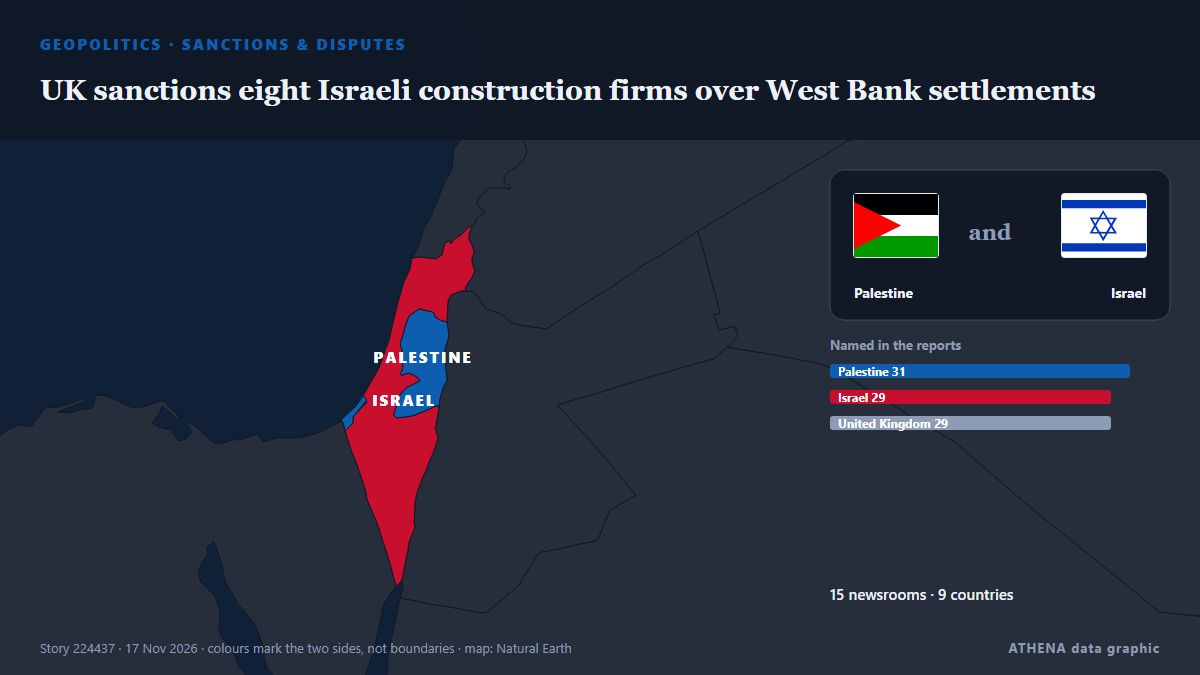 GEOPOLITICS · SANCTIONS & DISPUTES
UK sanctions eight Israeli construction firms over West Bank settlements
and
Palestine
Israel
Named in the reports
Palestine 31
Israel 29
United Kingdom 29
PALESTINE
ISRAEL
15 newsrooms · 9 countries
Story 224437 · 17 Nov 2026 · colours mark the two sides, not boundaries · map: Natural Earth
ATHENA data graphic